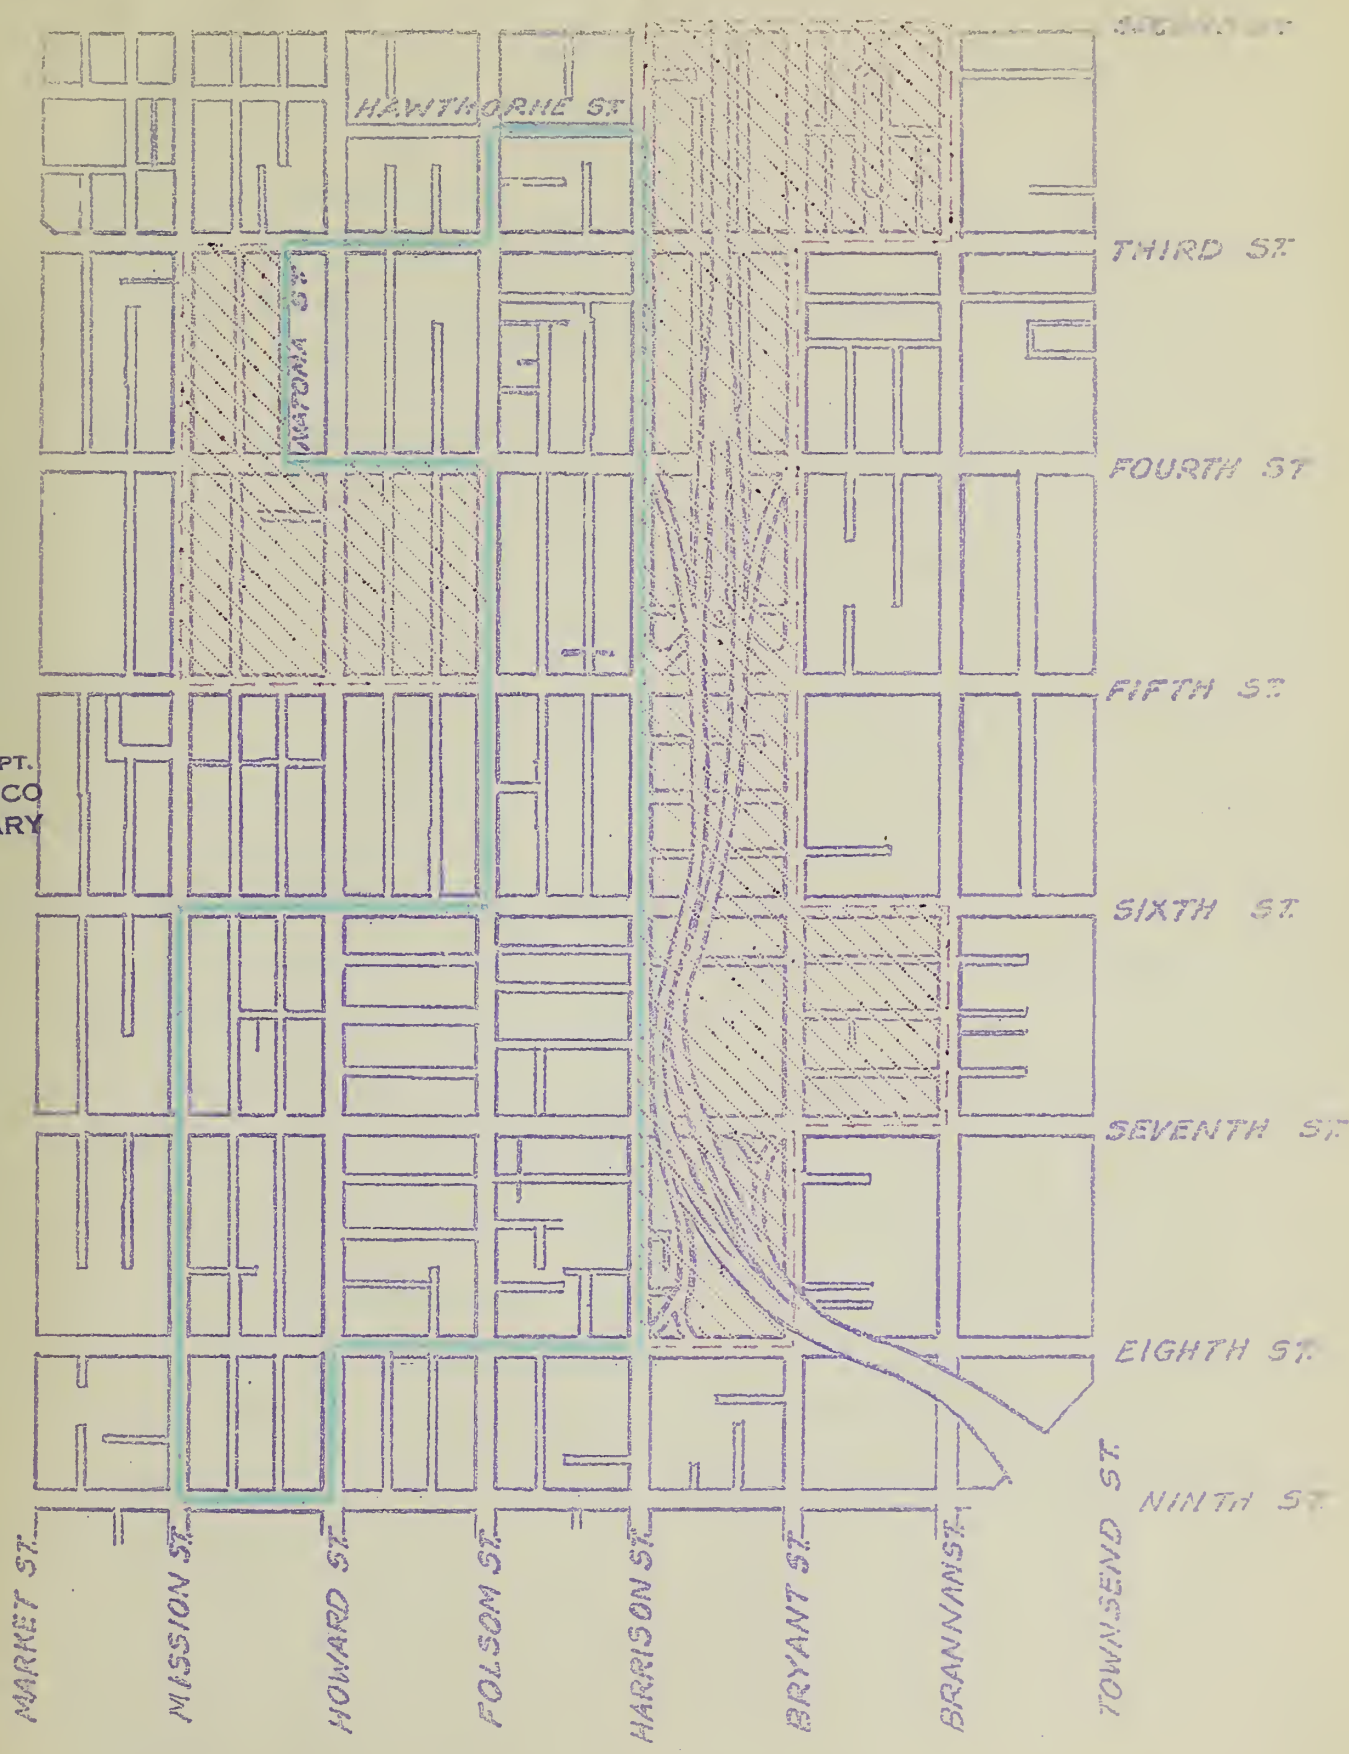 HAWTHORNE ST.
THIRD ST.
NATOMA ST.
FOURTH ST
FIFTH ST.
PT.
CO
ARY
SIXTH ST.
SEVENTH ST.
EIGHTH ST.
NINTH ST
MARKET ST.
MISSION ST.
HOWARD ST.
FOLSOM ST.
HARRISON ST.
BRYANT ST.
BRANNAN ST.
TOWNSEND ST.